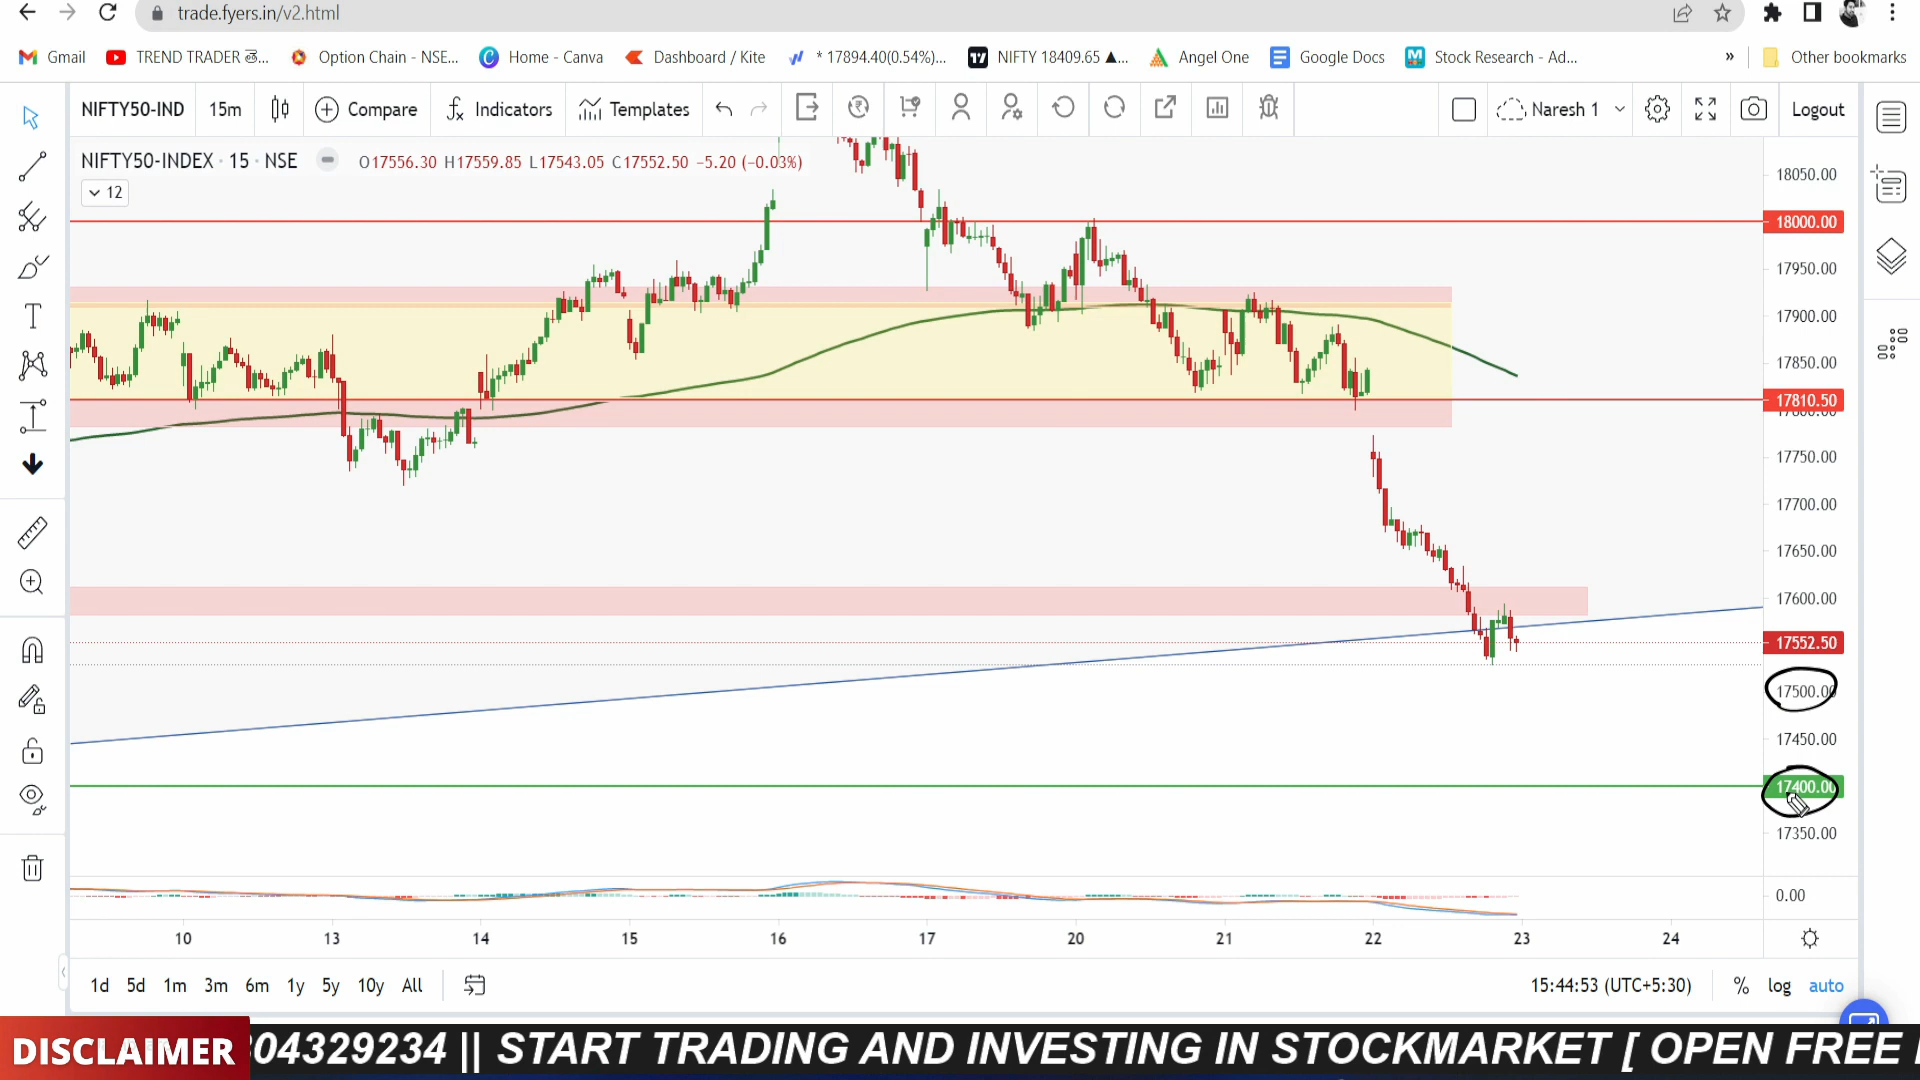 trade.fyers.in/v2.html
Gmail
TREND TRADER తె...
Option Chain - NSE...
Home - Canva
Dashboard / Kite
* 17894.40(0.54%)...
NIFTY 18409.65 ▲...
Angel One
Google Docs
Stock Research - Ad...
»
Other bookmarks
NIFTY50-IND
15m
Compare
Indicators
Templates
Naresh 1
Logout
NIFTY50-INDEX · 15 · NSE
O17556.30 H17559.85 L17543.05 C17552.50 −5.20 (−0.03%)
12
18050.00
18000.00
17950.00
17900.00
17850.00
17810.50
17750.00
17700.00
17650.00
17600.00
17552.50
17500.00
17450.00
17400.00
17350.00
0.00
10 13 14 15 16 17 20 21 22 23 24
1d 5d 1m 3m 6m 1y 5y 10y All
15:44:53 (UTC+5:30)
% log auto
DISCLAIMER
04329234 || START TRADING AND INVESTING IN STOCKMARKET [ OPEN FREE